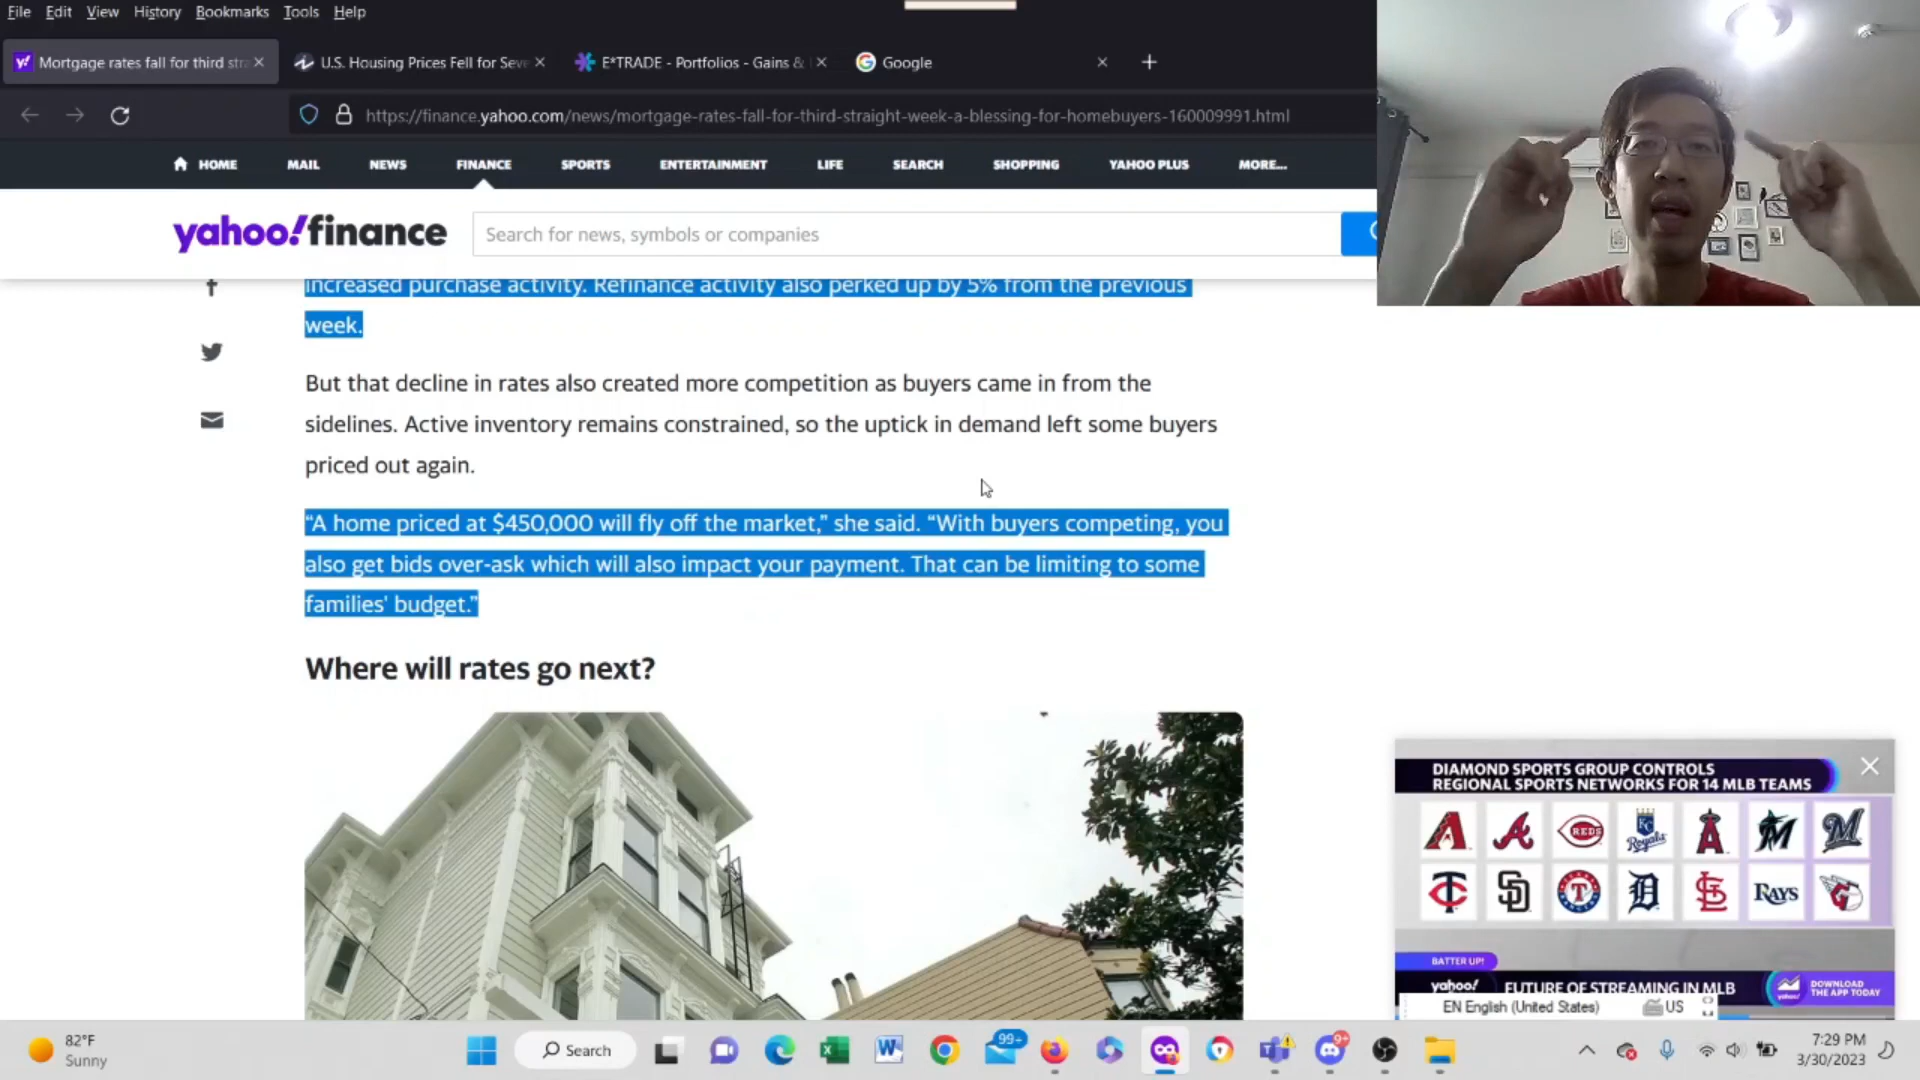 File Edit View History Bookmarks Tools Help
Mortgage rates fall for third stra
U.S. Housing Prices Fell for Seve
E*TRADE - Portfolios - Gains &
Google
https://finance.yahoo.com/news/mortgage-rates-fall-for-third-straight-week-a-blessing-for-homebuyers-160009991.html
HOME MAIL NEWS FINANCE SPORTS ENTERTAINMENT LIFE SEARCH SHOPPING YAHOO PLUS MORE...
yahoo!finance
Search for news, symbols or companies
increased purchase activity. Refinance activity also perked up by 5% from the previous
week.
But that decline in rates also created more competition as buyers came in from the
sidelines. Active inventory remains constrained, so the uptick in demand left some buyers
priced out again.
“A home priced at $450,000 will fly off the market,” she said. “With buyers competing, you
also get bids over-ask which will also impact your payment. That can be limiting to some
families' budget.”
Where will rates go next?
DIAMOND SPORTS GROUP CONTROLS
REGIONAL SPORTS NETWORKS FOR 14 MLB TEAMS
REDS
KC
Royals
TC
SD
T
D
RAYS
BATTER UP!
yahoo! FUTURE OF STREAMING IN MLB
DOWNLOAD
THE APP TODAY
EN English (United States) US
82°F
Sunny
Search
99+
9+
7:29 PM
3/30/2023